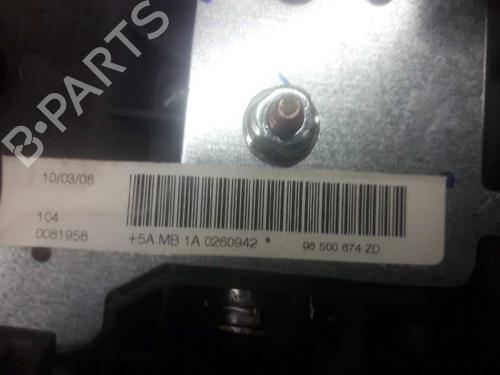 B-PARTS
10/03/08
104
0081958
+5A MB 1A 0260942 *
96 500 674 ZD